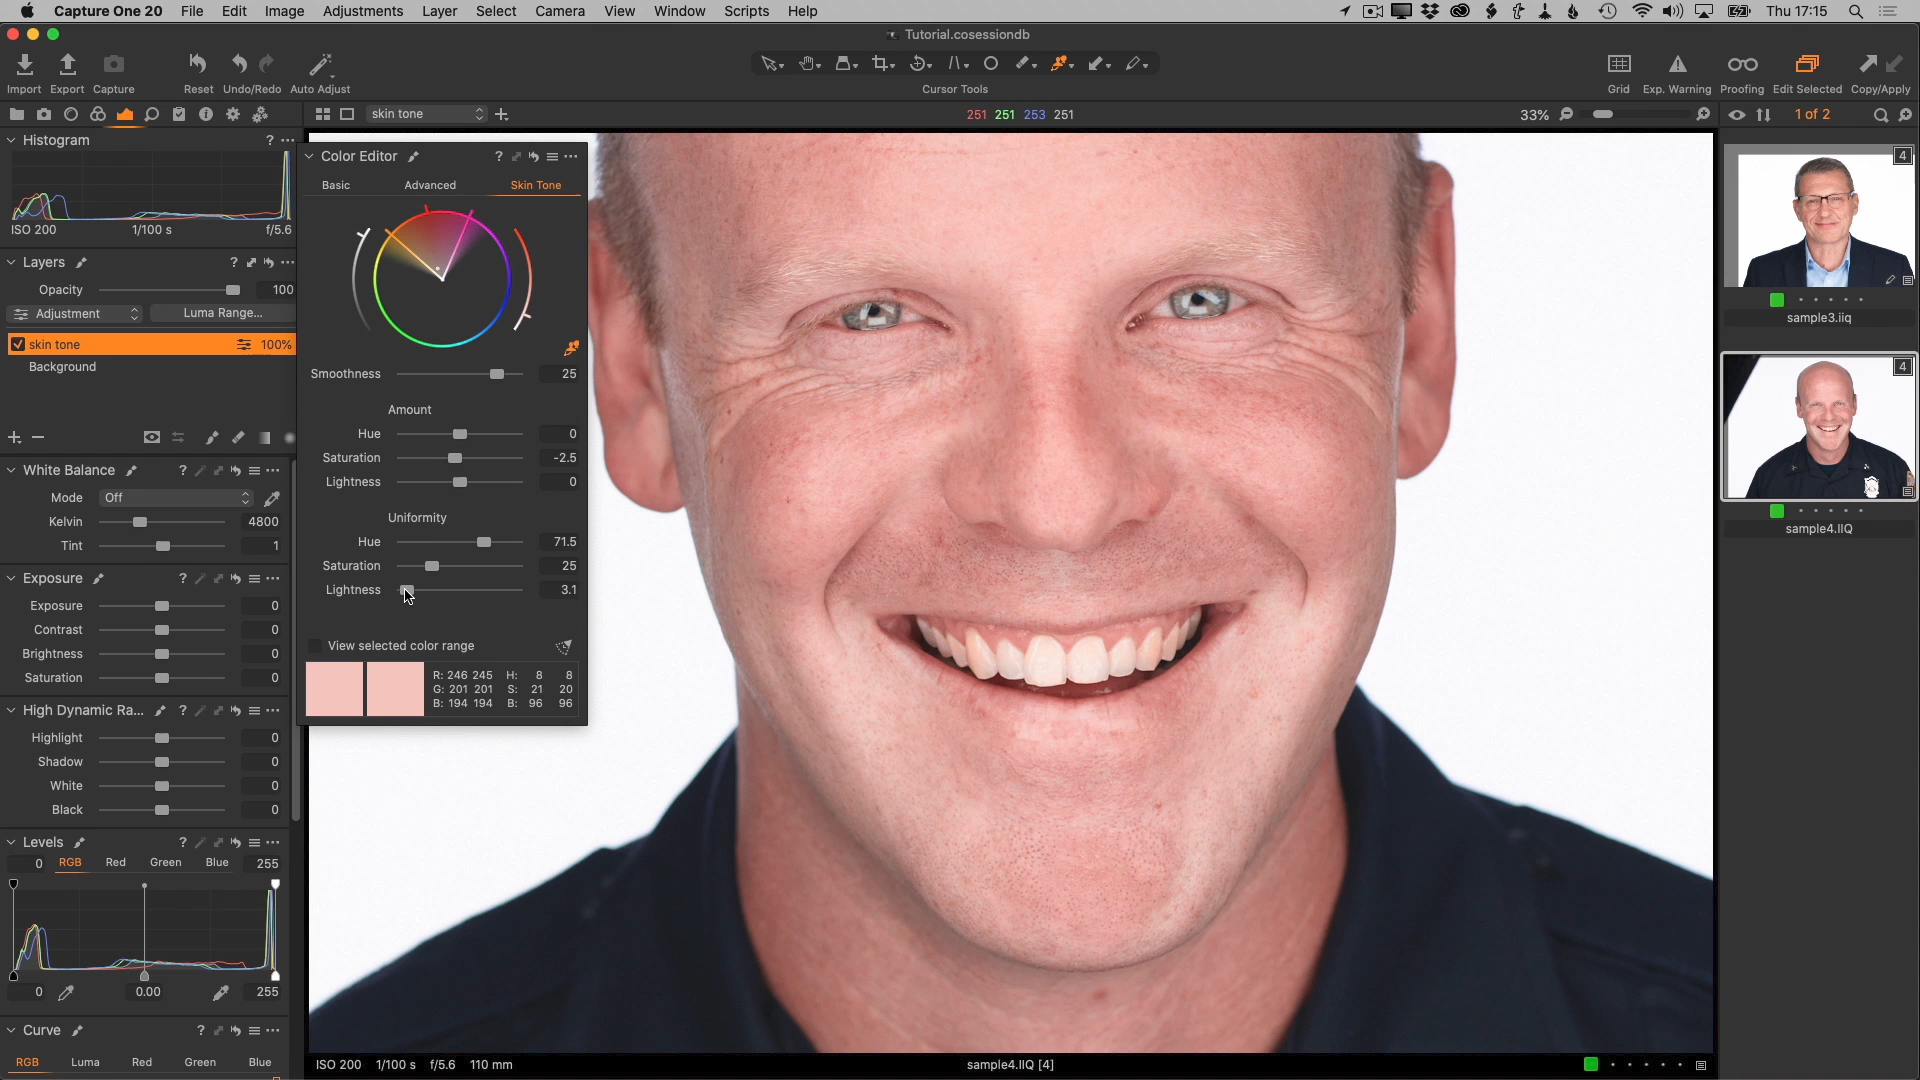 Capture One 20 File Edit Image Adjustments Layer Select Camera View Window Scripts Help Thu 17:15
Tutorial.cosessiondb
Import Export Capture Reset Undo/Redo Auto Adjust Cursor Tools Grid Exp. Warning Proofing Edit Selected Copy/Apply
skin tone 251 251 253 251 33% 1 of 2
Histogram ?
ISO 200 1/100 s f/5.6
Layers ?
Opacity 100
Adjustment Luma Range...
skin tone 100%
Background
White Balance ?
Mode Off
Kelvin 4800
Tint 1
Exposure ?
Exposure 0
Contrast 0
Brightness 0
Saturation 0
High Dynamic Ra... ?
Highlight 0
Shadow 0
White 0
Black 0
Levels ?
0 RGB Red Green Blue 255
0 0.00 255
Curve ?
RGB Luma Red Green Blue
Color Editor ?
Basic Advanced Skin Tone
Smoothness 25
Amount
Hue 0
Saturation -2.5
Lightness 0
Uniformity
Hue 71.5
Saturation 25
Lightness 3.1
View selected color range
R: 246 245 H: 8 8
G: 201 201 S: 21 20
B: 194 194 B: 96 96
4
sample3.iiq
4
sample4.IIQ
ISO 200 1/100 s f/5.6 110 mm sample4.IIQ [4]